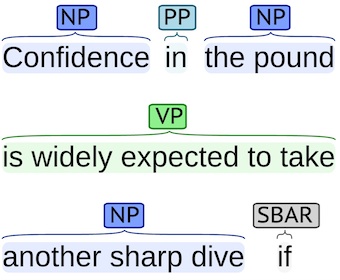 NP PP NP
Confidence in the pound
VP
is widely expected to take
NP SBAR
another sharp dive if